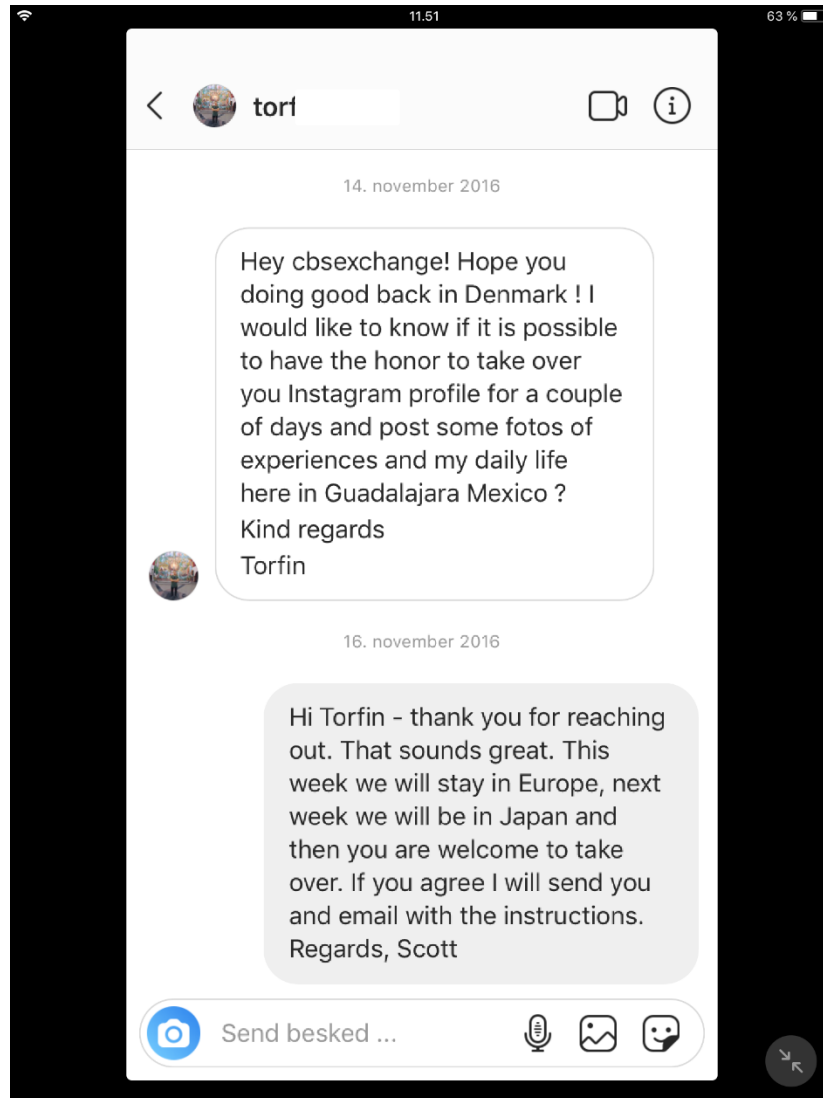 11.51
63 %
torf
14. november 2016
Hey cbsexchange! Hope you
doing good back in Denmark ! I
would like to know if it is possible
to have the honor to take over
you Instagram profile for a couple
of days and post some fotos of
experiences and my daily life
here in Guadalajara Mexico ?
Kind regards
Torfin
16. november 2016
Hi Torfin - thank you for reaching
out. That sounds great. This
week we will stay in Europe, next
week we will be in Japan and
then you are welcome to take
over. If you agree I will send you
and email with the instructions.
Regards, Scott
Send besked ...